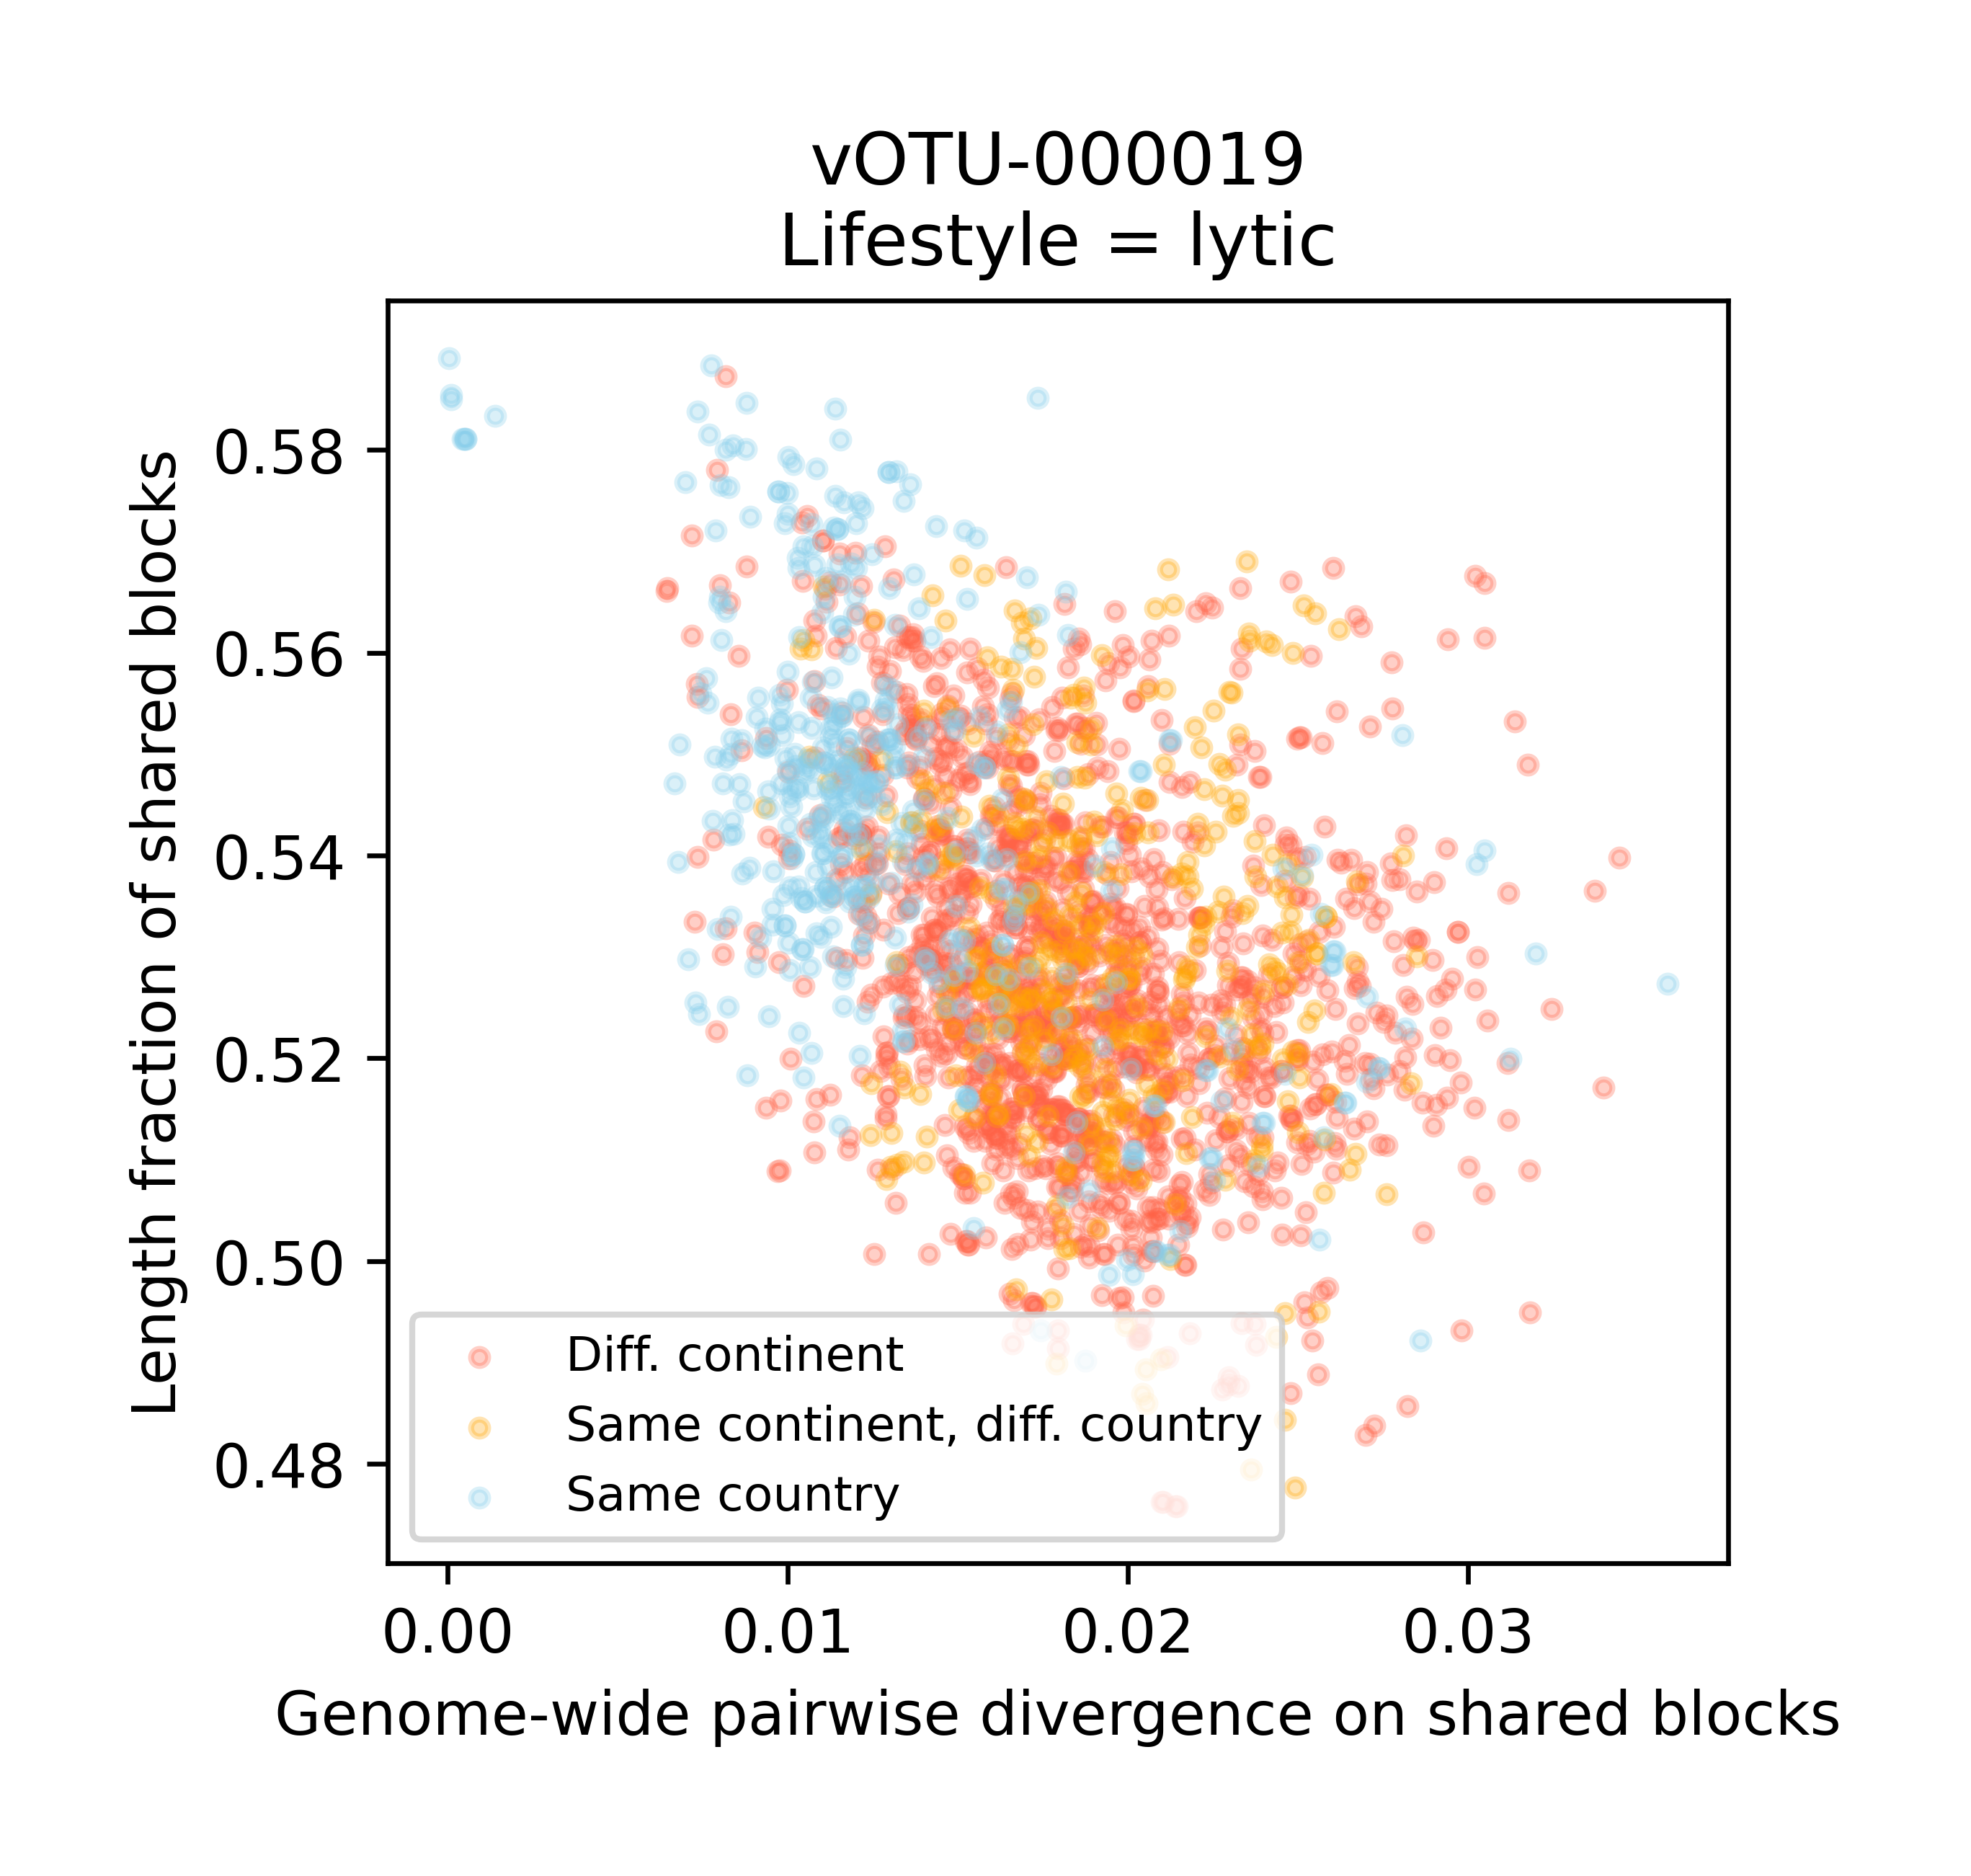 vOTU-000019
Lifestyle = lytic
Length fraction of shared blocks
0.58
0.56
0.54
0.52
0.50
0.48
Diff. continent
Same continent, diff. country
Same country
0.00 0.01 0.02 0.03
Genome-wide pairwise divergence on shared blocks